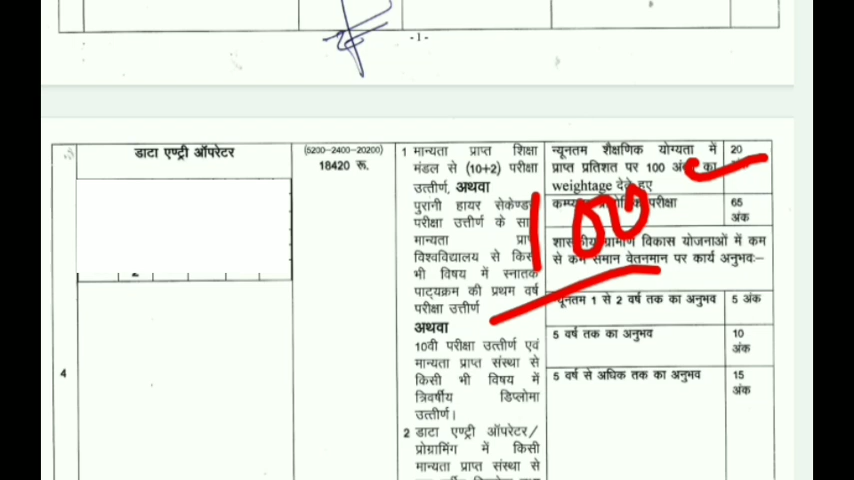 -1-
डाटा एण्ट्री ऑपरेटर
(5200-2400-20200)
18420 रू.
1 मान्यता प्राप्त शिक्षा
मंडल से (10+2) परीक्षा
उत्तीर्ण, अथवा
पुरानी हायर सेकेण्डरी
परीक्षा उत्तीर्ण के
मान्यता
विश्वविद्यालय से
भी विषय में स्नातक
पाट्यक्रम की प्रथम वर्ष
परीक्षा उत्तीर्ण
अथवा
10वी परीक्षा उत्तीर्ण एवं
मान्यता प्राप्त संस्था से
किसी भी विषय में
त्रिवर्षीय डिप्लोमा
उत्तीर्ण।
2 डाटा एण्ट्री ऑपरेटर/
प्रोग्रामिंग में किसी
मान्यता प्राप्त संस्था से
न्यूनतम शैक्षणिक योग्यता में
प्राप्त प्रतिशत पर 100 का
weightage देते हुए
20
परीक्षा
65
अंक
100
शासकीय ग्रामीण विकास योजनाओं में कम
से कम समान वेतनमान पर कार्य अनुभवः-
न्यूनतम 1 से 2 वर्ष तक का अनुभव
5 अंक
5 वर्ष तक का अनुभव
10
अंक
5 वर्ष से अधिक तक का अनुभव
15
अंक
4